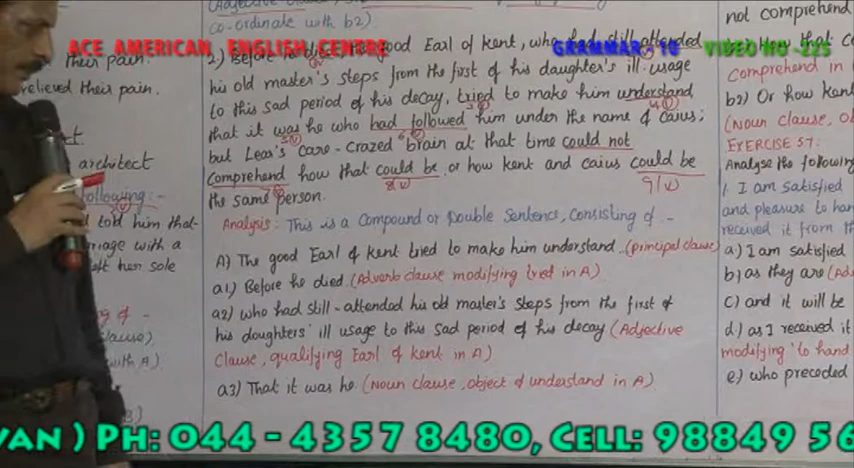 ACE AMERICAN ENGLISH CENTRE
GRAMMAR - 10
VIDEO NO - 225
their pain.
relieved their pain.
architect
following:-
told him that
riage with a
left her sole
Clause),
with A)
co-ordinate with b2)
2) Before he died, the good Earl of Kent, who had still attended
his old master's steps from the first of his daughter's ill-usage
to this sad period of his decay, tried to make him understand
that it was he who had followed him under the name of Caius;
but Lear's care-crazed brain at that time could not
comprehend how that could be, or how Kent and Caius could be
the same person.
Analysis: This is a Compound or Double Sentence, Consisting of -
A) The good Earl of Kent tried to make him understand (principal clause)
a1) Before he died. (Adverb clause modifying tried in A)
a2) who had still-attended his old master's steps from the first of
his daughters' ill usage to this sad period of his decay (Adjective
Clause, qualifying Earl of Kent in A)
a3) That it was he (Noun clause, object of understand in A)
not comprehend
how that co
comprehend in
b2) Or how Kent
(Noun clause, o
EXERCISE 57:
Analyse the following
1. I am satisfied
and pleasure to han
received it from th
a) I am satisfied
b) as they are (Ad
c) and it will be
d) as I received it
modifying 'to hand
e) who preceded
VAN ) PH: 044 - 4357 8480, CELL: 98849 56